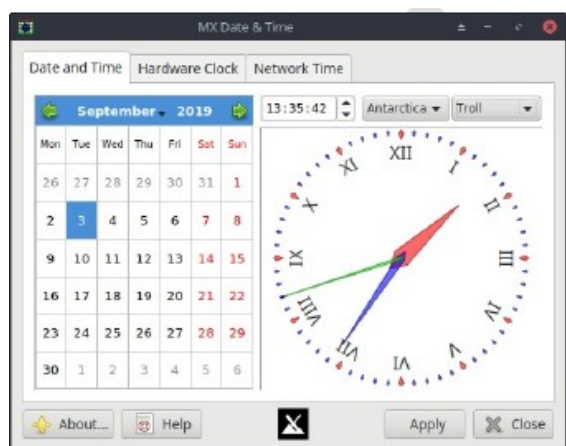 MX Date & Time
Date and Time Hardware Clock Network Time
September 2019 13:35:42 Antarctica Troll
Mon Tue Wed Thu Fri Sat Sun
26 27 28 29 30 31 1
2 3 4 5 6 7 8
9 10 11 12 13 14 15
16 17 18 19 20 21 22
23 24 25 26 27 28 29
30 1 2 3 4 5 6
XII
I
II
III
IV
V
VI
VII
VIII
IX
X
XI
About... Help Apply Close